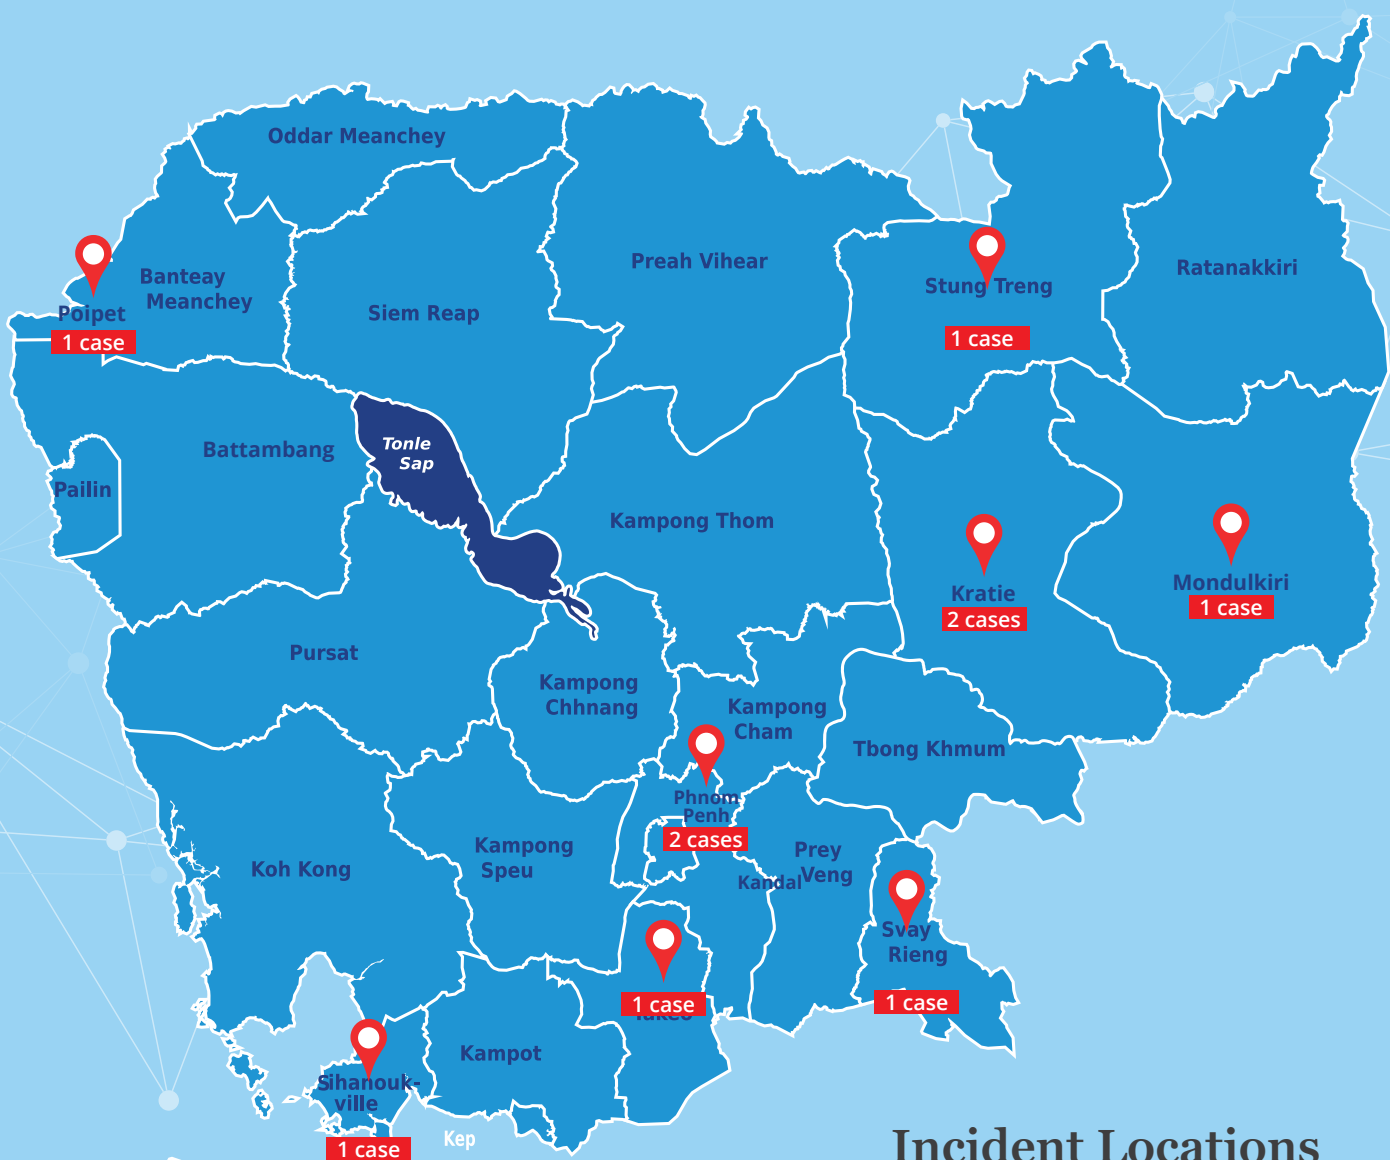 Oddar Meanchey
Banteay
Meanchey
Poipet
1 case
Siem Reap
Preah Vihear
Stung Treng
1 case
Ratanakkiri
Battambang
Tonle
Sap
Pailin
Kampong Thom
Kratie
2 cases
Mondulkiri
1 case
Pursat
Kampong
Chhnang
Kampong
Cham
Tbong Khmum
Phnom
Penh
2 cases
Koh Kong
Kampong
Speu
Prey
Veng
Kandal
Svay
Rieng
1 case
1 case
Takeo
Kampot
Sihanouk-
ville
1 case
Kep
Incident Locations